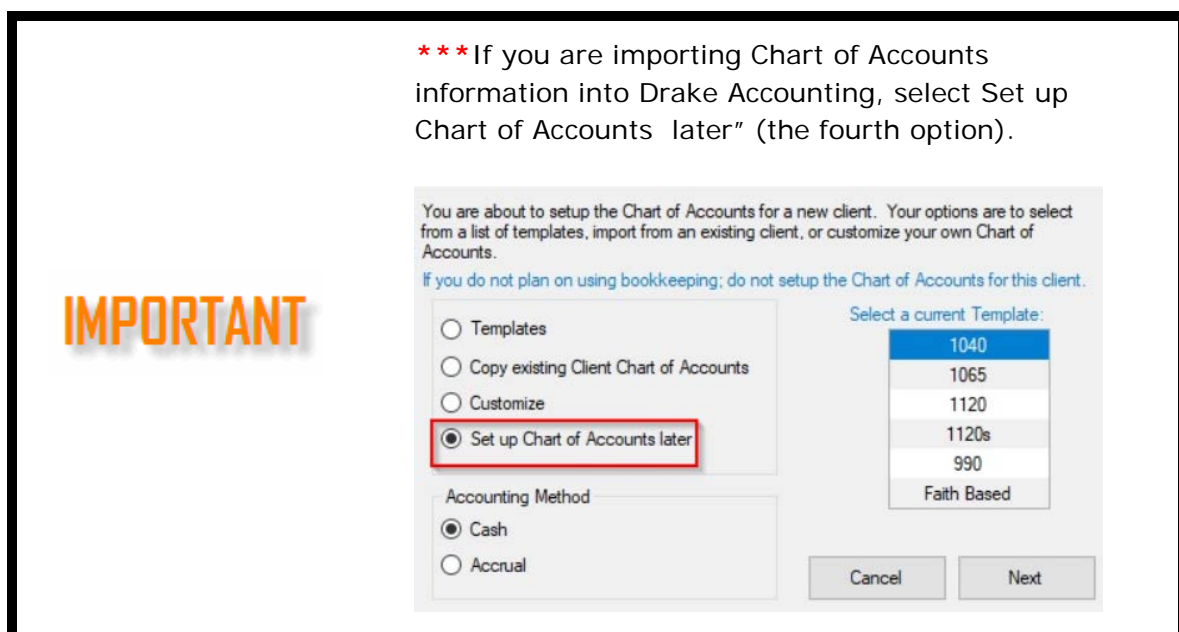 ***If you are importing Chart of Accounts
information into Drake Accounting, select Set up
Chart of Accounts later” (the fourth option).
IMPORTANT
You are about to setup the Chart of Accounts for a new client. Your options are to select
from a list of templates, import from an existing client, or customize your own Chart of
Accounts.
If you do not plan on using bookkeeping; do not setup the Chart of Accounts for this client.
Templates
Copy existing Client Chart of Accounts
Customize
Set up Chart of Accounts later
Select a current Template:
1040
1065
1120
1120s
990
Faith Based
Accounting Method
Cash
Accrual
Cancel
Next